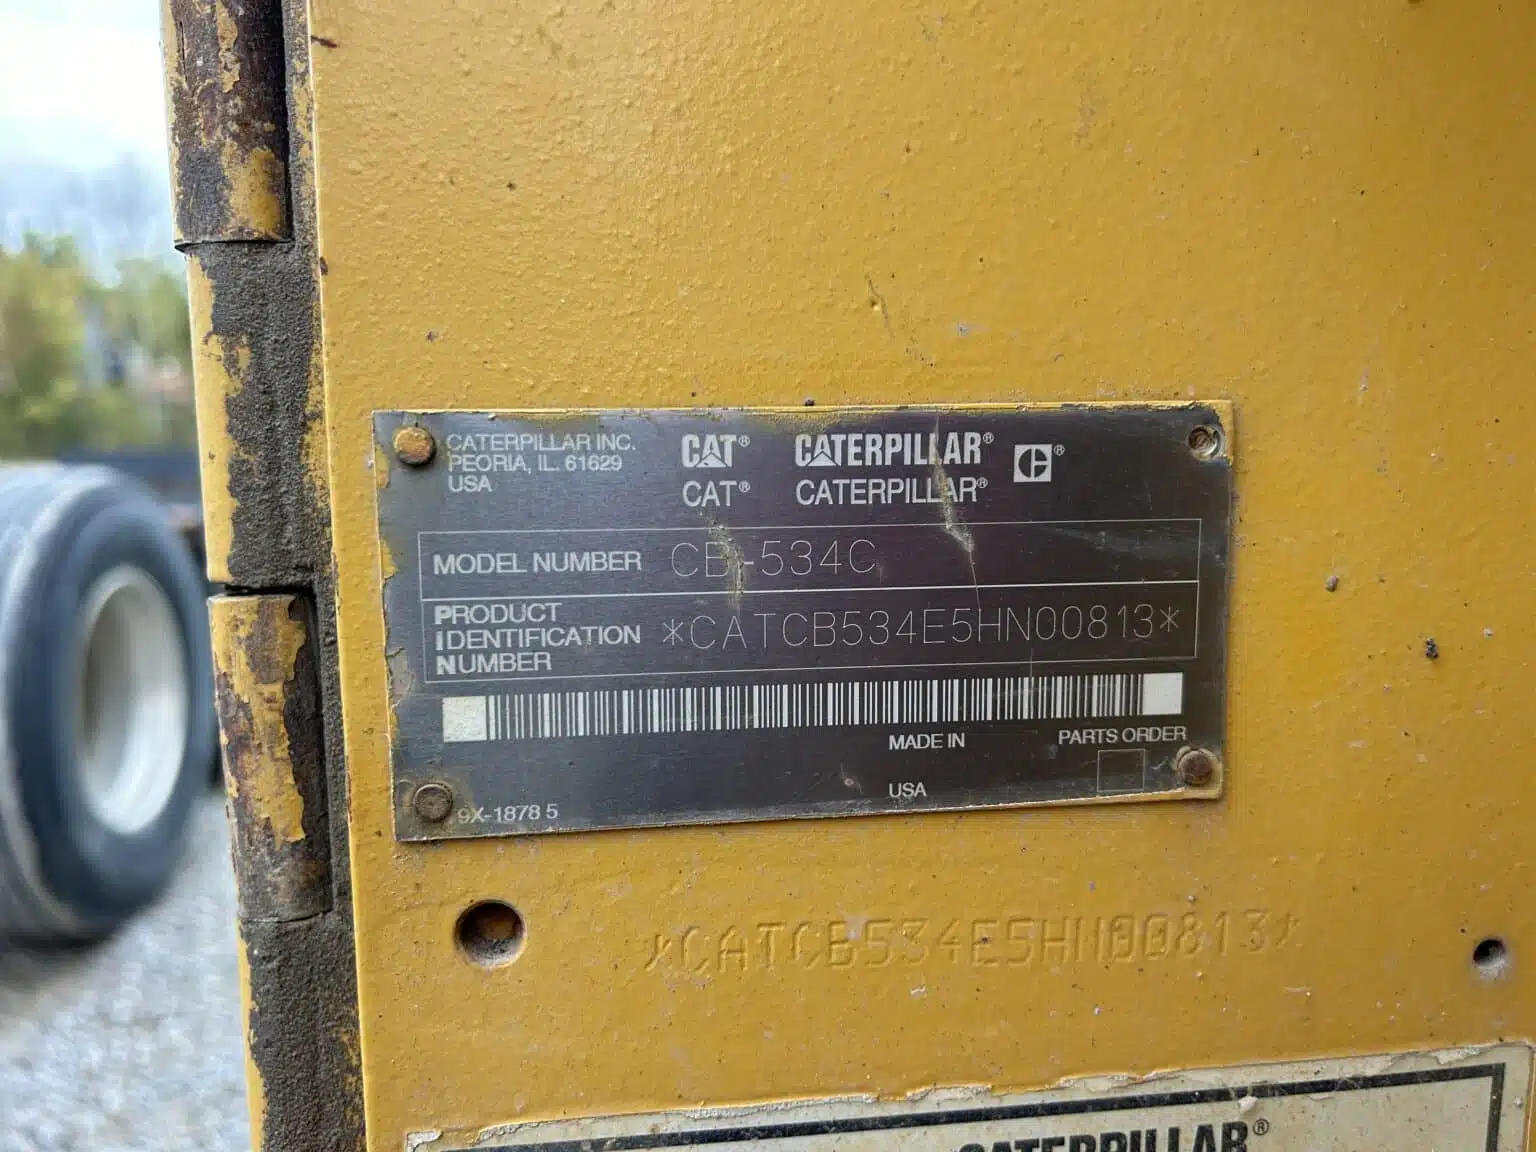 CATERPILLAR INC.
PEORIA, IL. 61629
USA
CAT® CATERPILLAR® ®
CAT® CATERPILLAR®
MODEL NUMBER CB-534C
PRODUCT
IDENTIFICATION
NUMBER
*CATCB534E5HN00813*
MADE IN
USA
PARTS ORDER
9X-1878 5
*CATCB534E5HN00813*
CATERPILLAR®